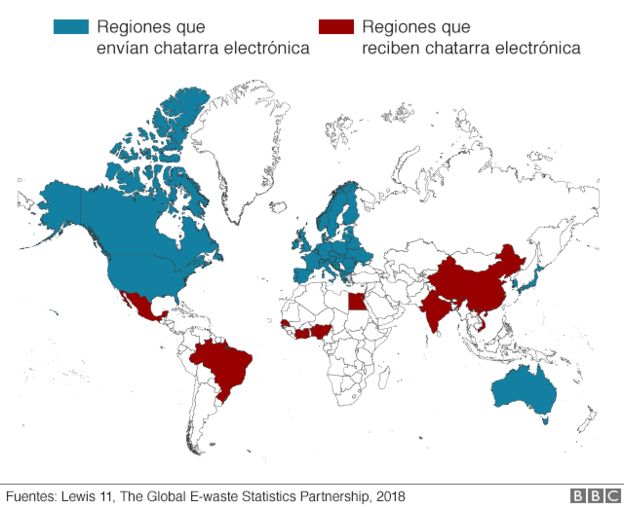 Regiones que
envían chatarra electrónica
Regiones que
reciben chatarra electrónica
Fuentes: Lewis 11, The Global E-waste Statistics Partnership, 2018
BBC